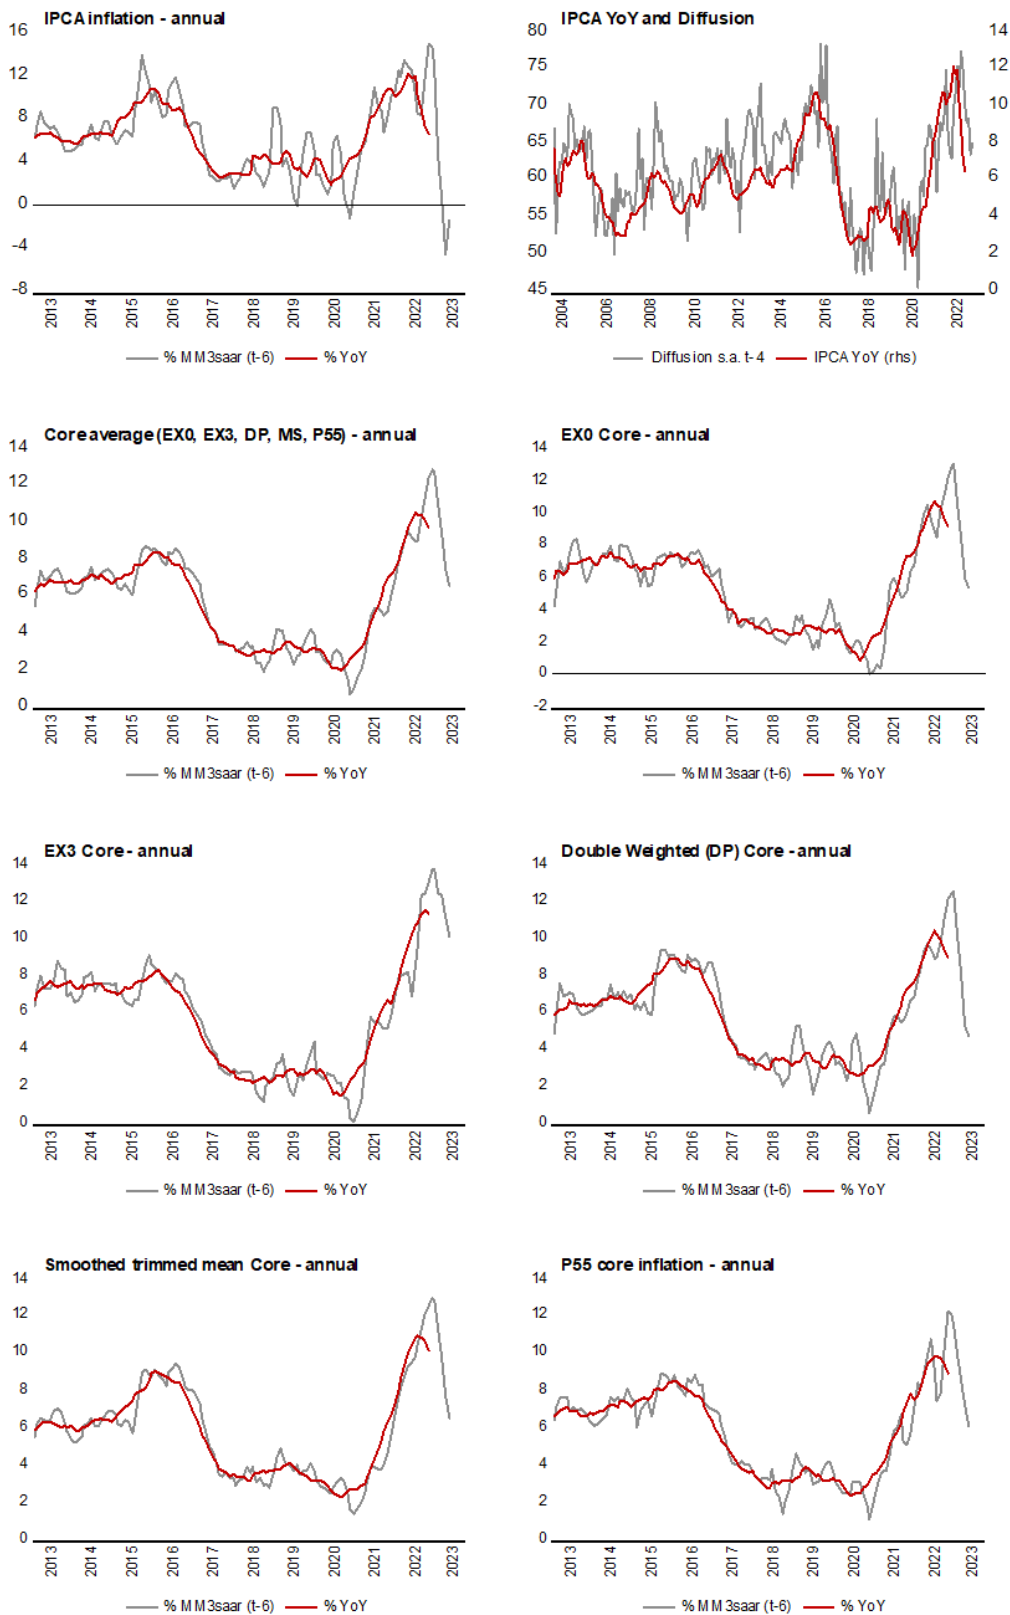 IPCA inflation - annual
16
12
8
4
0
-4
-8
2013 2014 2015 2016 2017 2018 2019 2020 2021 2022 2023
% MM3saar (t-6) % YoY
IPCA YoY and Diffusion
80 14
75 12
70 10
65 8
60 6
55 4
50 2
45 0
2004 2006 2008 2010 2012 2014 2016 2018 2020 2022
Diffusion s.a. t-4 IPCA YoY (rhs)
Core average (EX0, EX3, DP, MS, P55) - annual
14
12
10
8
6
4
2
0
2013 2014 2015 2016 2017 2018 2019 2020 2021 2022 2023
% MM3saar (t-6) % YoY
EX0 Core - annual
14
12
10
8
6
4
2
0
-2
2013 2014 2015 2016 2017 2018 2019 2020 2021 2022 2023
% MM3saar (t-6) % YoY
EX3 Core - annual
14
12
10
8
6
4
2
0
2013 2014 2015 2016 2017 2018 2019 2020 2021 2022 2023
% MM3saar (t-6) % YoY
Double Weighted (DP) Core - annual
14
12
10
8
6
4
2
0
2013 2014 2015 2016 2017 2018 2019 2020 2021 2022 2023
% MM3saar (t-6) % YoY
Smoothed trimmed mean Core - annual
14
12
10
8
6
4
2
0
2013 2014 2015 2016 2017 2018 2019 2020 2021 2022 2023
% MM3saar (t-6) % YoY
P55 core inflation - annual
14
12
10
8
6
4
2
0
2013 2014 2015 2016 2017 2018 2019 2020 2021 2022 2023
% MM3saar (t-6) % YoY